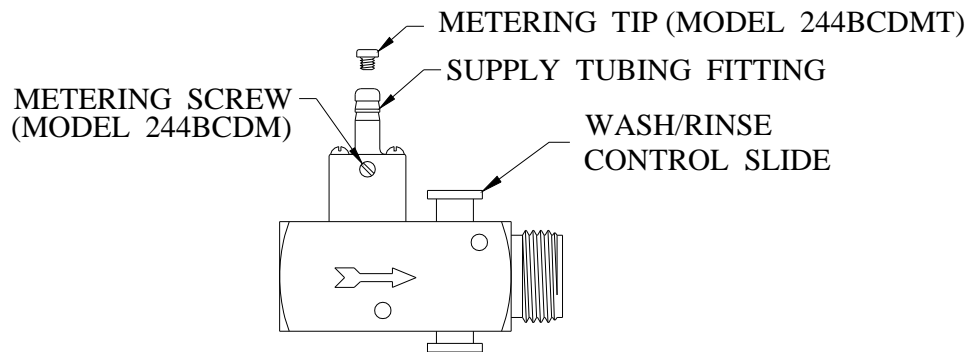 METERING TIP (MODEL 244BCDMT)
SUPPLY TUBING FITTING
METERING SCREW
(MODEL 244BCDM)
WASH/RINSE
CONTROL SLIDE